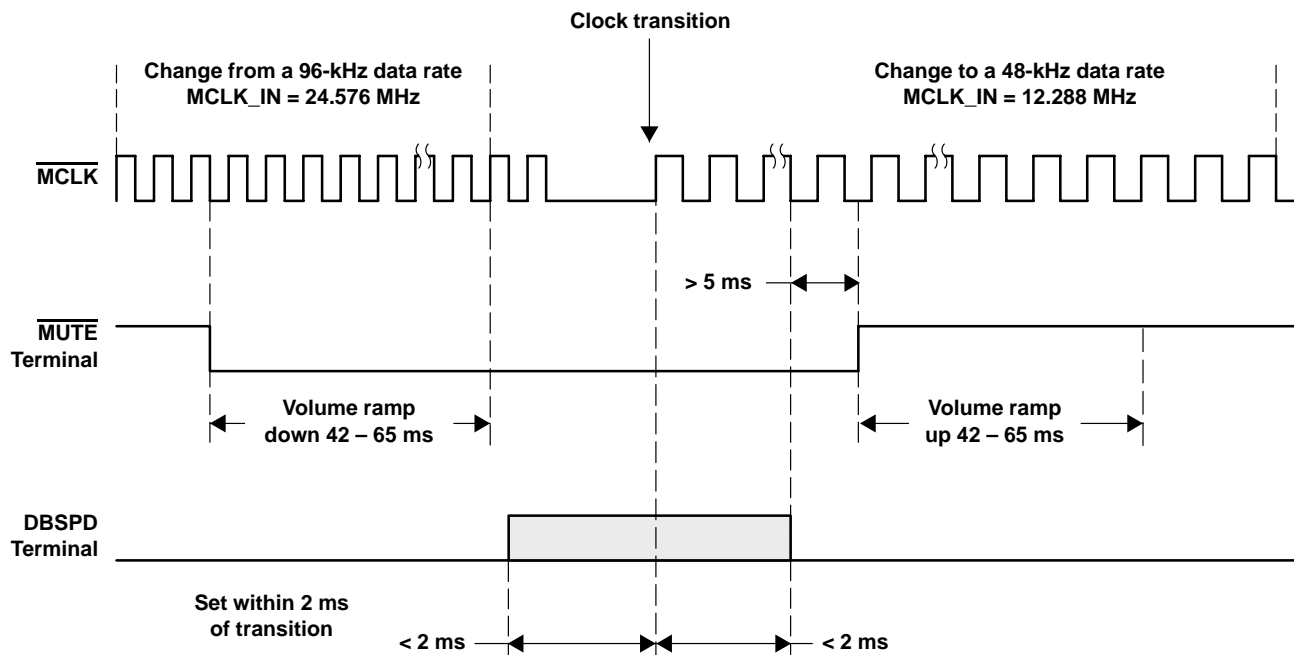 Clock transition
Change from a 96-kHz data rate
MCLK_IN = 24.576 MHz
Change to a 48-kHz data rate
MCLK_IN = 12.288 MHz
MCLK
> 5 ms
MUTE
Terminal
Volume ramp
down 42 – 65 ms
Volume ramp
up 42 – 65 ms
DBSPD
Terminal
Set within 2 ms
of transition
< 2 ms
< 2 ms